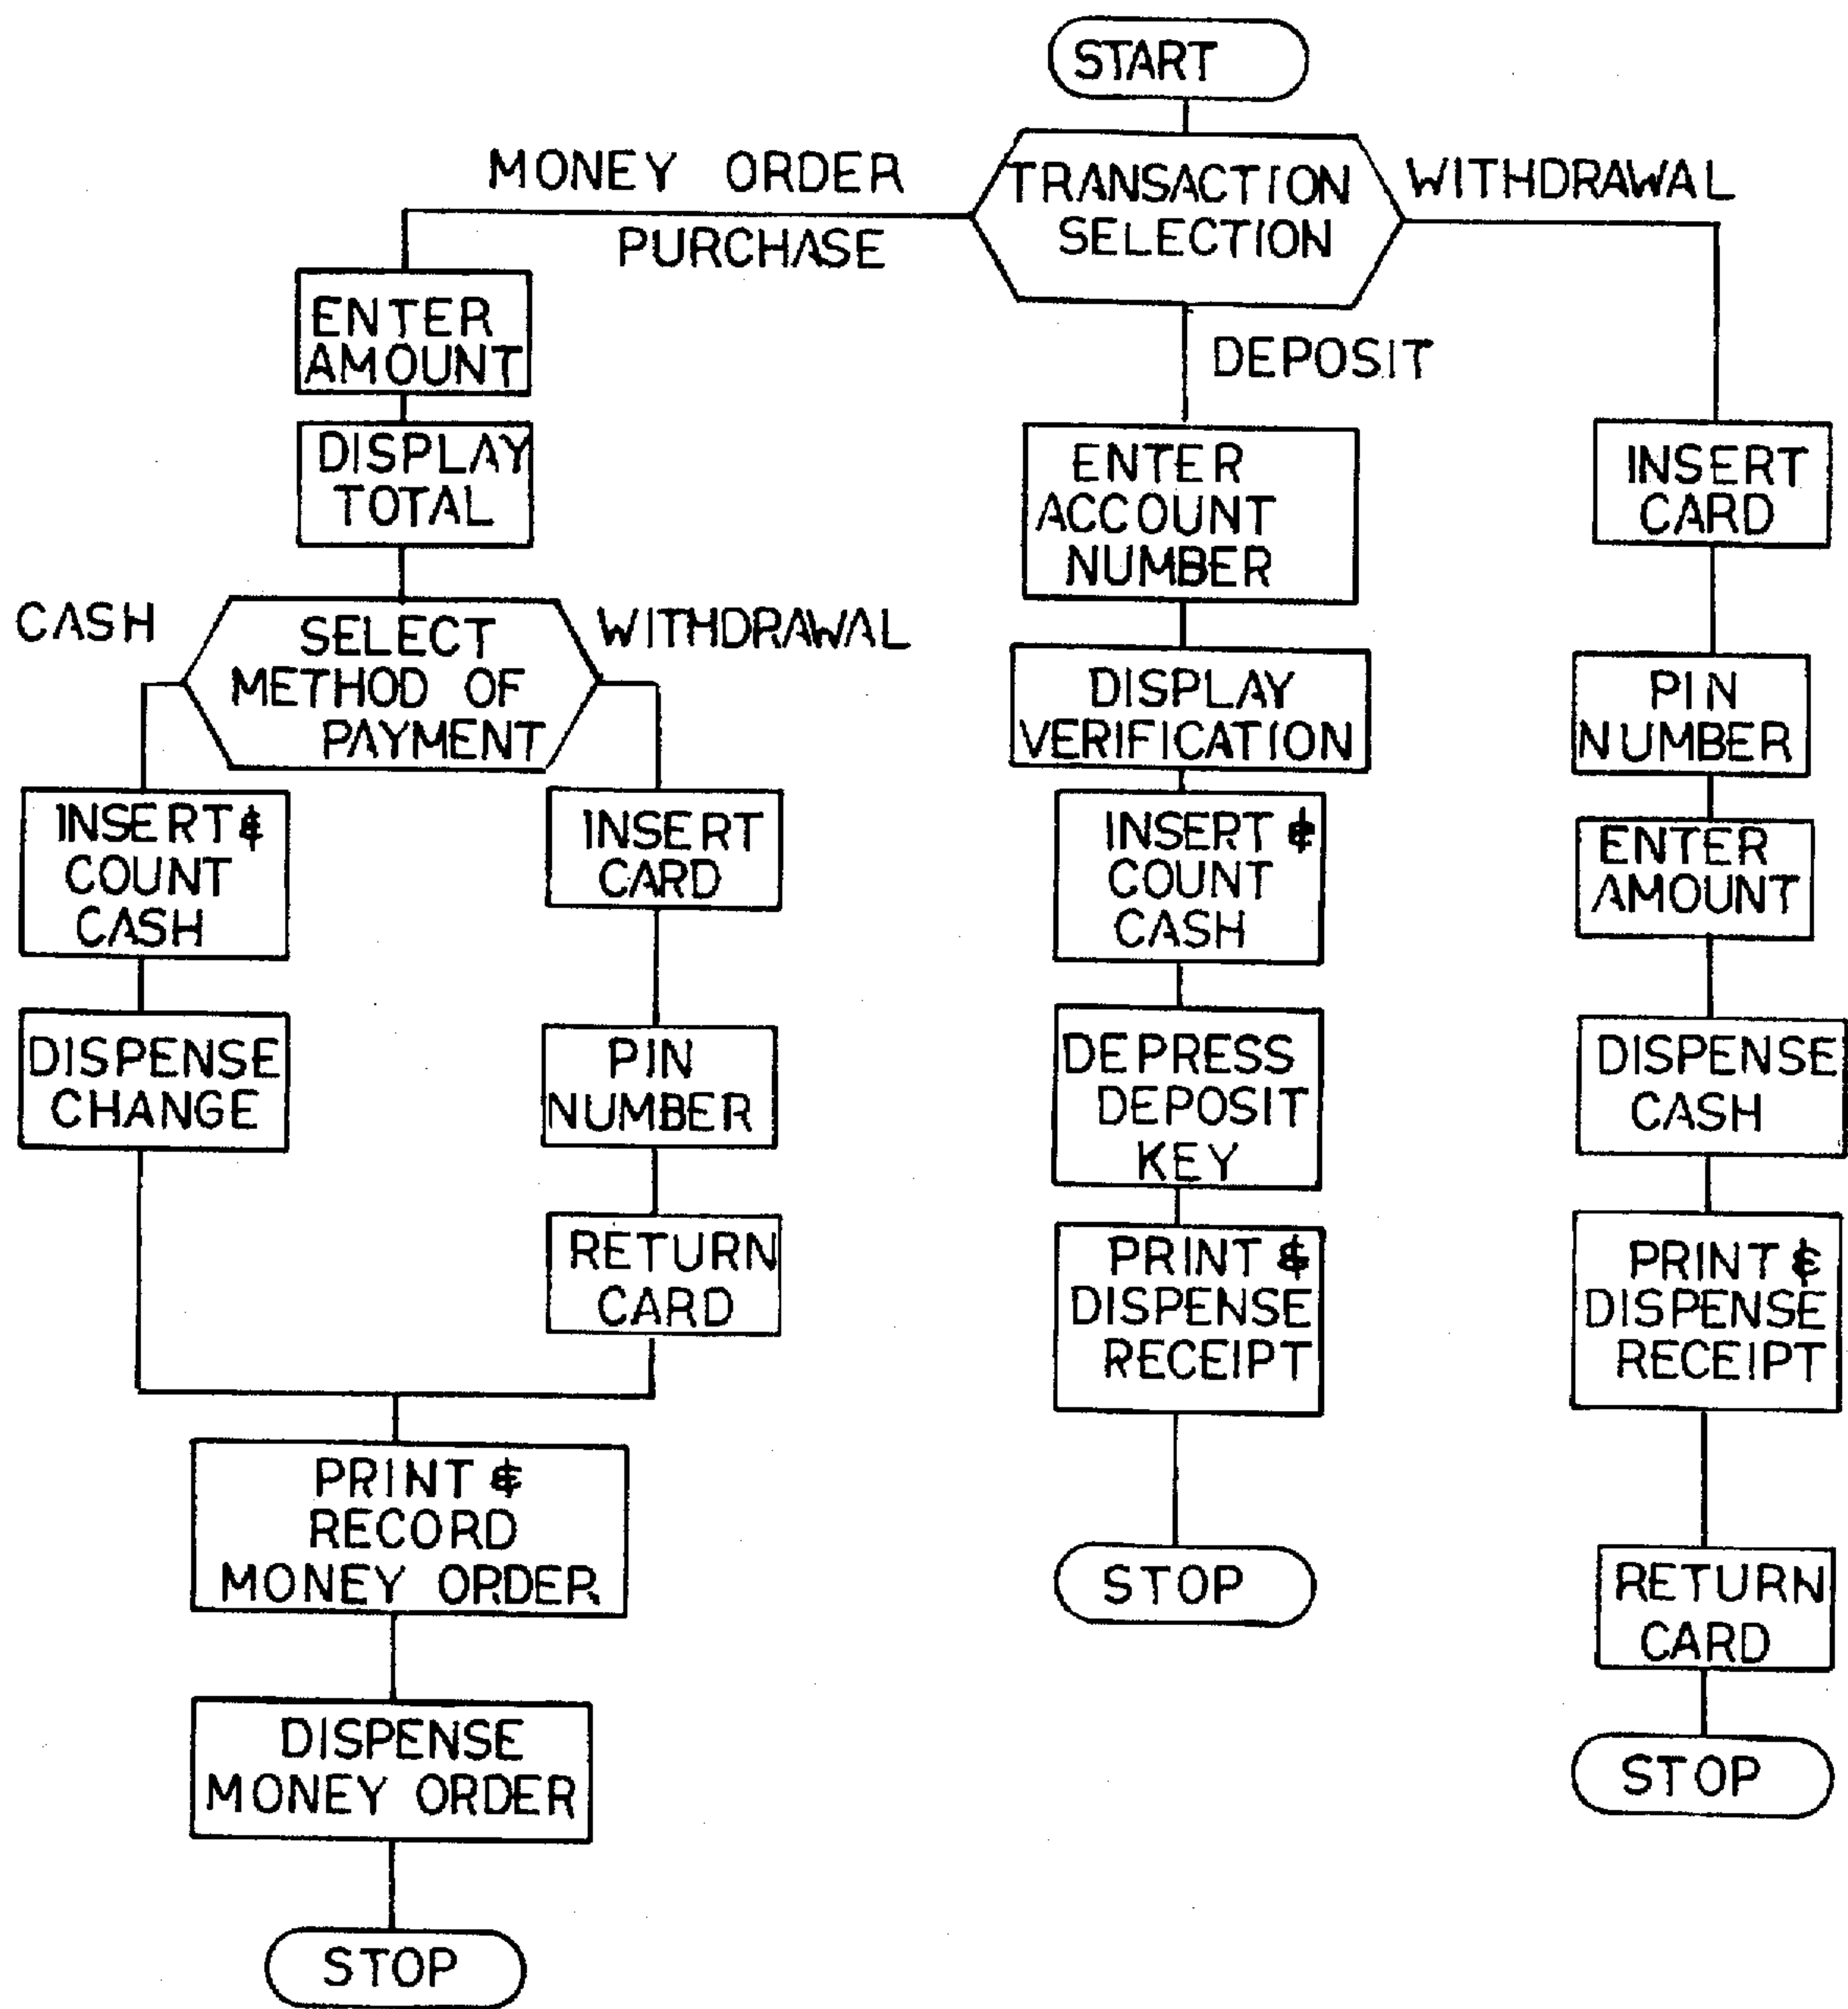 START
TRANSACTION
SELECTION
MONEY ORDER
PURCHASE
ENTER
AMOUNT
DISPLAY
TOTAL
SELECT
METHOD OF
PAYMENT
CASH
INSERT &
COUNT
CASH
DISPENSE
CHANGE
WITHDRAWAL
INSERT
CARD
PIN
NUMBER
RETURN
CARD
PRINT &
RECORD
MONEY ORDER
DISPENSE
MONEY ORDER
STOP
DEPOSIT
ENTER
ACCOUNT
NUMBER
DISPLAY
VERIFICATION
INSERT &
COUNT
CASH
DEPRESS
DEPOSIT
KEY
PRINT &
DISPENSE
RECEIPT
STOP
WITHDRAWAL
INSERT
CARD
PIN
NUMBER
ENTER
AMOUNT
DISPENSE
CASH
PRINT &
DISPENSE
RECEIPT
RETURN
CARD
STOP